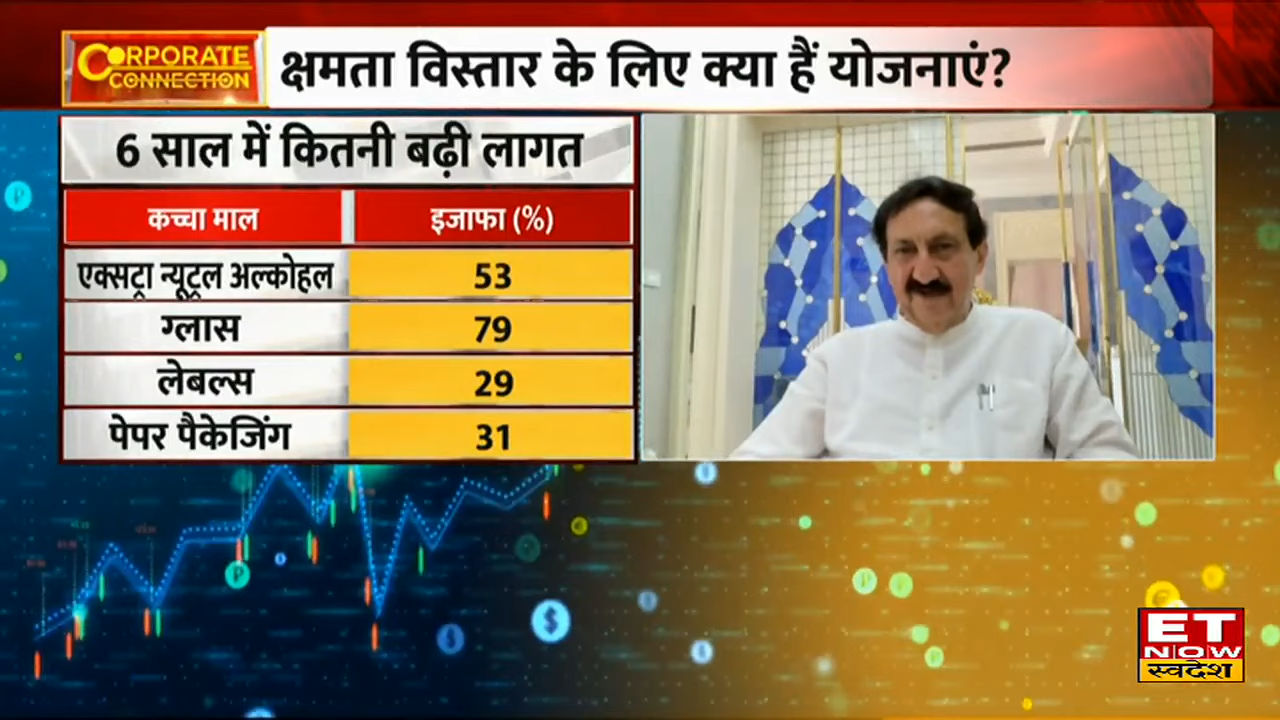 CORPORATE
CONNECTION
क्षमता विस्तार के लिए क्या हैं योजनाएं?
6 साल में कितनी बढ़ी लागत
कच्चा माल इजाफा (%)
एक्सट्रा न्यूट्रल अल्कोहल 53
ग्लास 79
लेबल्स 29
पेपर पैकेजिंग 31
ET
NOW
स्वदेश